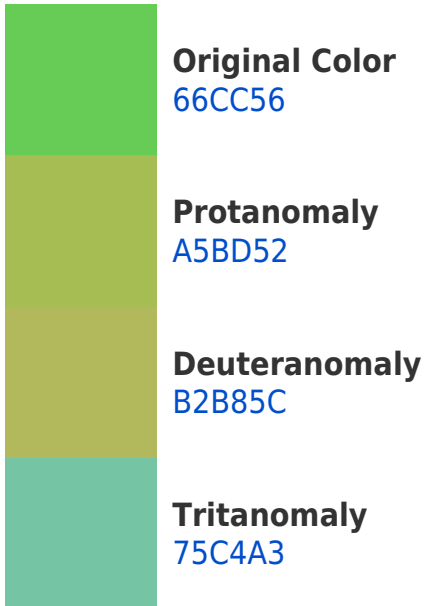 Original Color
66CC56
Protanomaly
A5BD52
Deuteranomaly
B2B85C
Tritanomaly
75C4A3